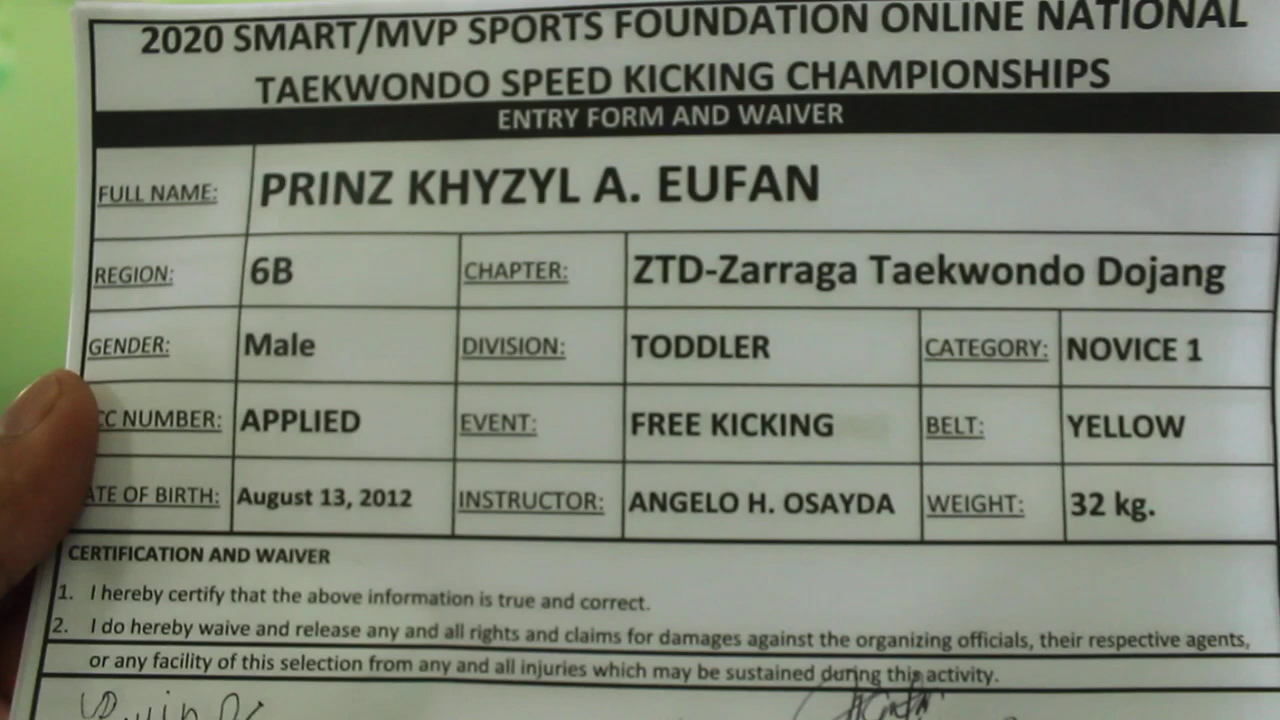 2020 SMART/MVP SPORTS FOUNDATION ONLINE NATIONAL
TAEKWONDO SPEED KICKING CHAMPIONSHIPS
ENTRY FORM AND WAIVER
FULL NAME: PRINZ KHYZYL A. EUFAN
REGION: 6B CHAPTER: ZTD-Zarraga Taekwondo Dojang
GENDER: Male DIVISION: TODDLER CATEGORY: NOVICE 1
CC NUMBER: APPLIED EVENT: FREE KICKING BELT: YELLOW
ATE OF BIRTH: August 13, 2012 INSTRUCTOR: ANGELO H. OSAYDA WEIGHT: 32 kg.
CERTIFICATION AND WAIVER
1. I hereby certify that the above information is true and correct.
2. I do hereby waive and release any and all rights and claims for damages against the organizing officials, their respective agents,
or any facility of this selection from any and all injuries which may be sustained during this activity.